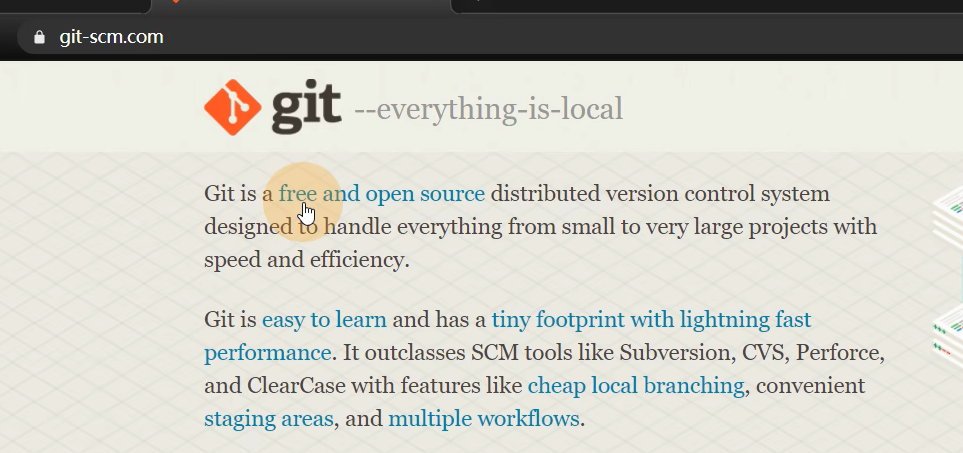 git-scm.com
git --everything-is-local
Git is a free and open source distributed version control system
designed to handle everything from small to very large projects with
speed and efficiency.
Git is easy to learn and has a tiny footprint with lightning fast
performance. It outclasses SCM tools like Subversion, CVS, Perforce,
and ClearCase with features like cheap local branching, convenient
staging areas, and multiple workflows.